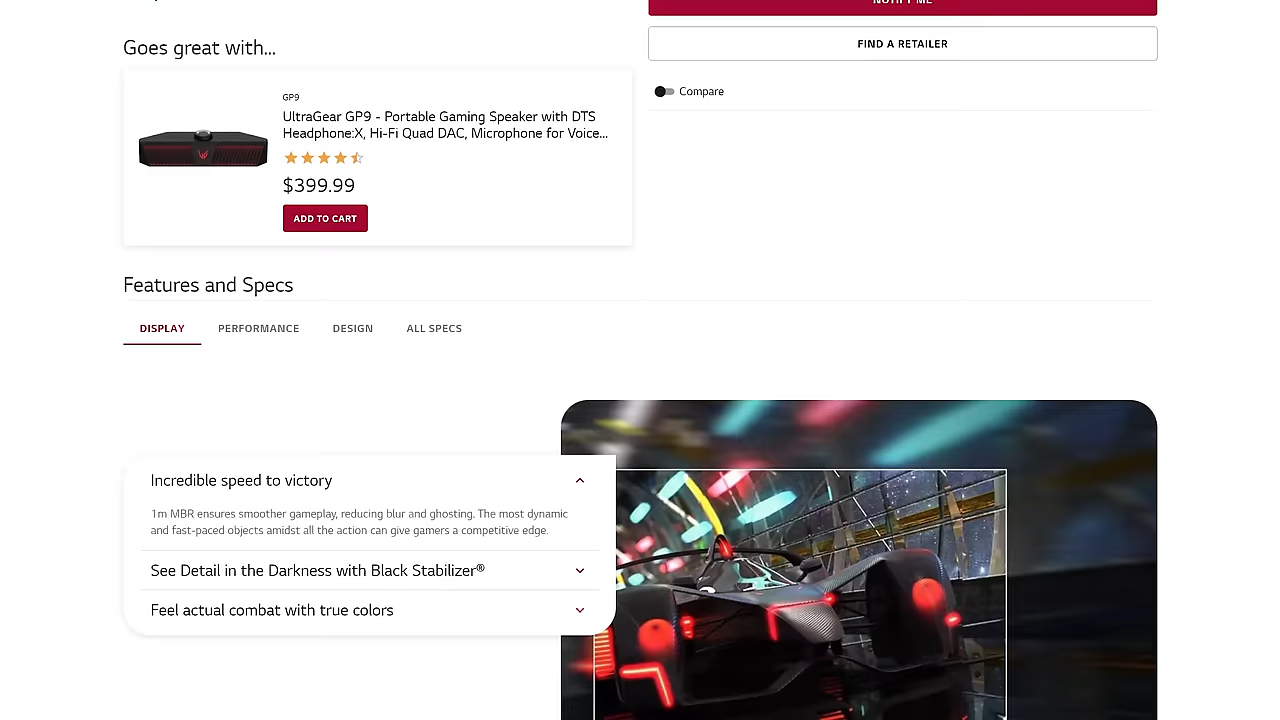 NOTIFY ME
Goes great with...
FIND A RETAILER
GP9
Compare
UltraGear GP9 - Portable Gaming Speaker with DTS
Headphone:X, Hi-Fi Quad DAC, Microphone for Voice...
$399.99
ADD TO CART
Features and Specs
DISPLAY PERFORMANCE DESIGN ALL SPECS
Incredible speed to victory
1m MBR ensures smoother gameplay, reducing blur and ghosting. The most dynamic
and fast-paced objects amidst all the action can give gamers a competitive edge.
See Detail in the Darkness with Black Stabilizer®
Feel actual combat with true colors